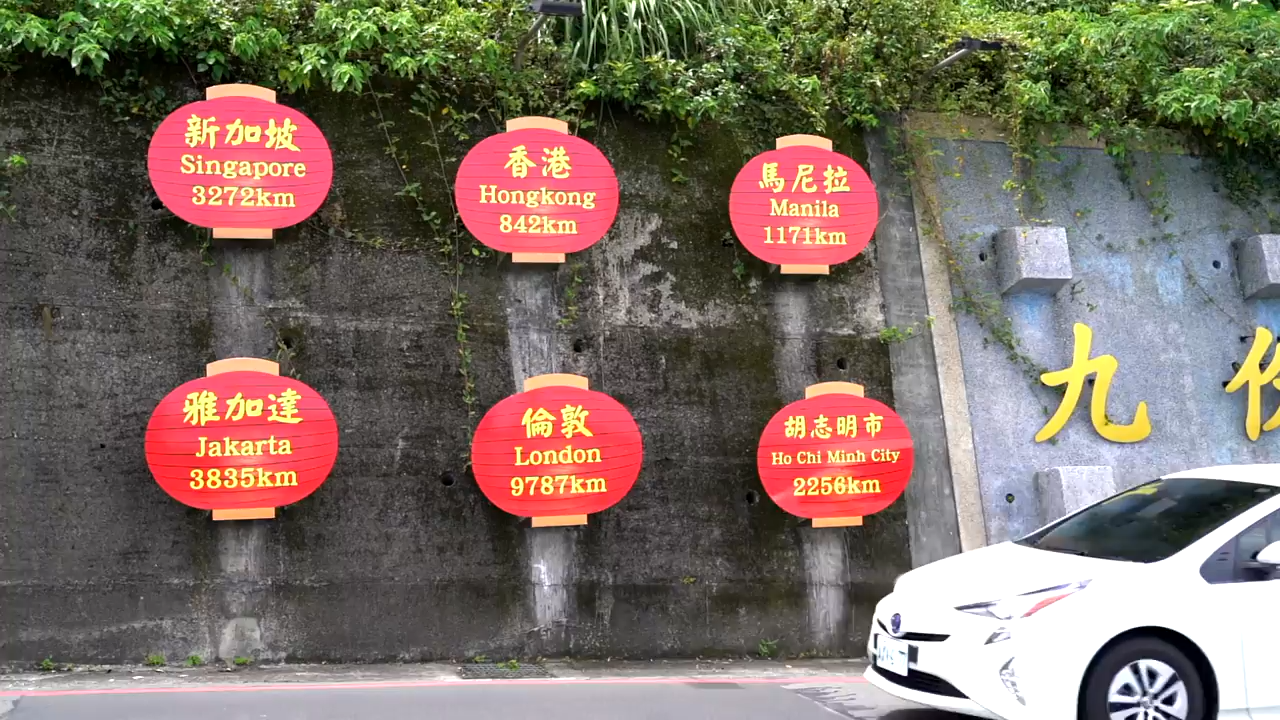 新加坡
Singapore
3272km
香港
Hongkong
842km
馬尼拉
Manila
1171km
雅加達
Jakarta
3835km
倫敦
London
9787km
胡志明市
Ho Chi Minh City
2256km
九份